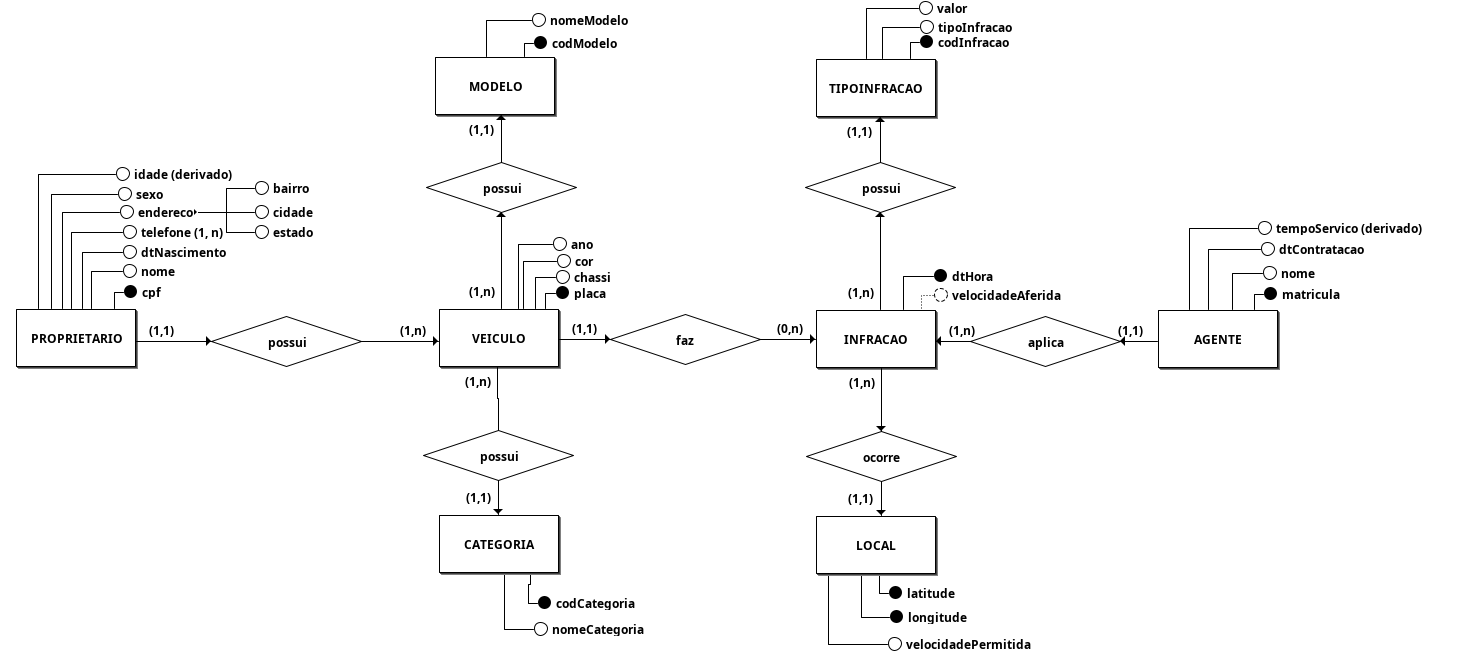 nomeModelo
codModelo
MODELO
(1,1)
possui
(1,n)
valor
tipoInfracao
codInfracao
TIPOINFRACAO
(1,1)
possui
(1,n)
idade (derivado)
sexo
endereco
bairro
cidade
estado
telefone (1, n)
dtNascimento
nome
cpf
PROPRIETARIO
(1,1)
possui
(1,n)
ano
cor
chassi
placa
VEICULO
(1,1)
faz
(0,n)
dtHora
velocidadeAferida
INFRACAO
(1,n)
aplica
(1,1)
tempoServico (derivado)
dtContratacao
nome
matricula
AGENTE
(1,n)
possui
(1,1)
CATEGORIA
codCategoria
nomeCategoria
(1,n)
ocorre
(1,1)
LOCAL
latitude
longitude
velocidadePermitida